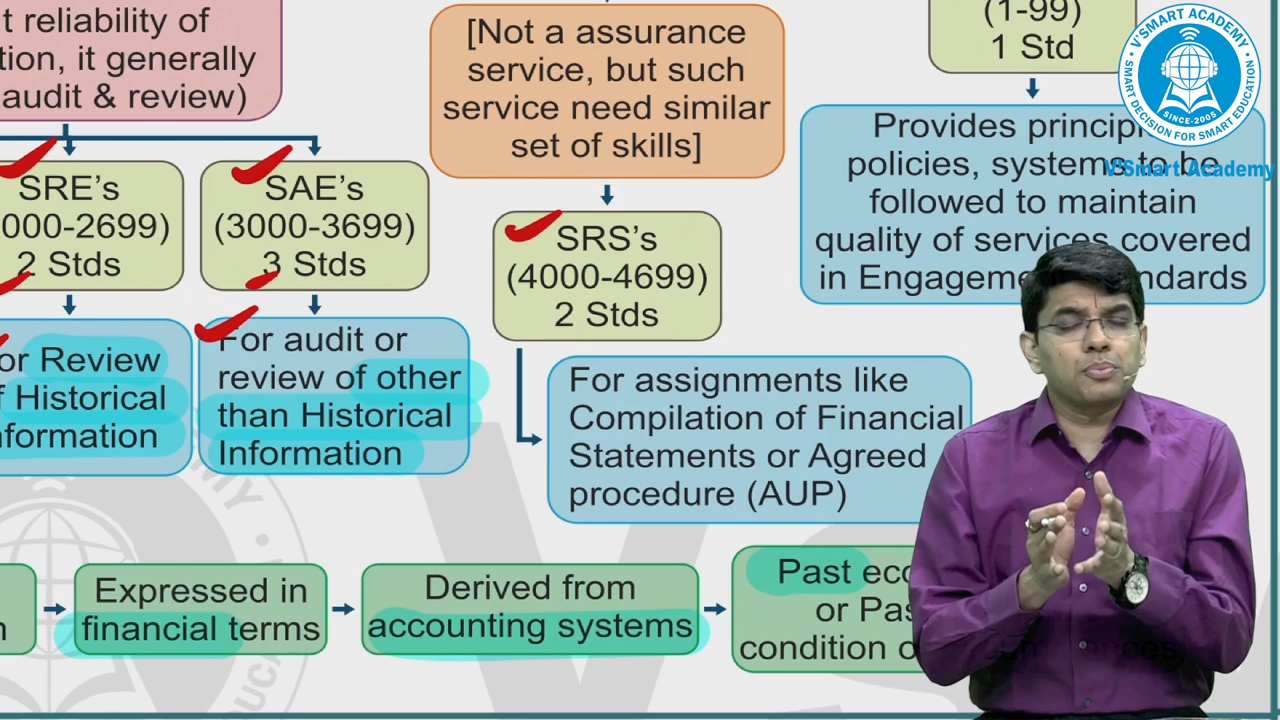 t reliability of
tion, it generally
audit & review)
[Not a assurance
service, but such
service need similar
set of skills]
(1-99)
1 Std
V'SMART ACADEMY
SINCE-2005
SMART DECISION FOR SMART EDUCATION
V'Smart Academy
SRE's
000-2699)
2 Stds
SAE's
(3000-3699)
3 Stds
SRS's
(4000-4699)
2 Stds
Provides
policies, systems to be
followed to maintain
quality of services covered
in Engagem ndards
or Review
f Historical
nformation
For audit or
review of other
than Historical
Information
For assignments like
Compilation of Financial
Statements or Agreed
procedure (AUP)
n
Expressed in
financial terms
Derived from
accounting systems
Past ec
or Pas
condition o